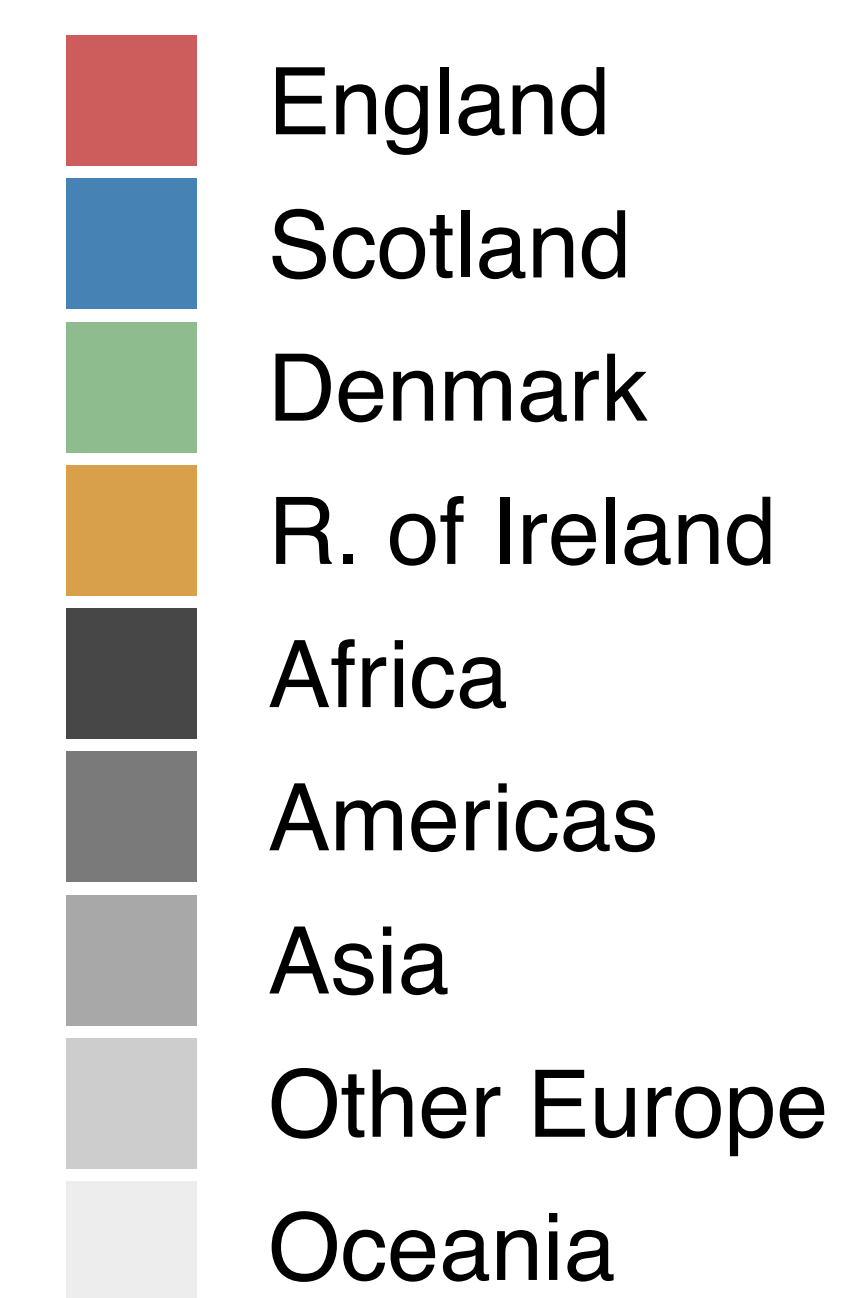 England
Scotland
Denmark
R. of Ireland
Africa
Americas
Asia
Other Europe
Oceania